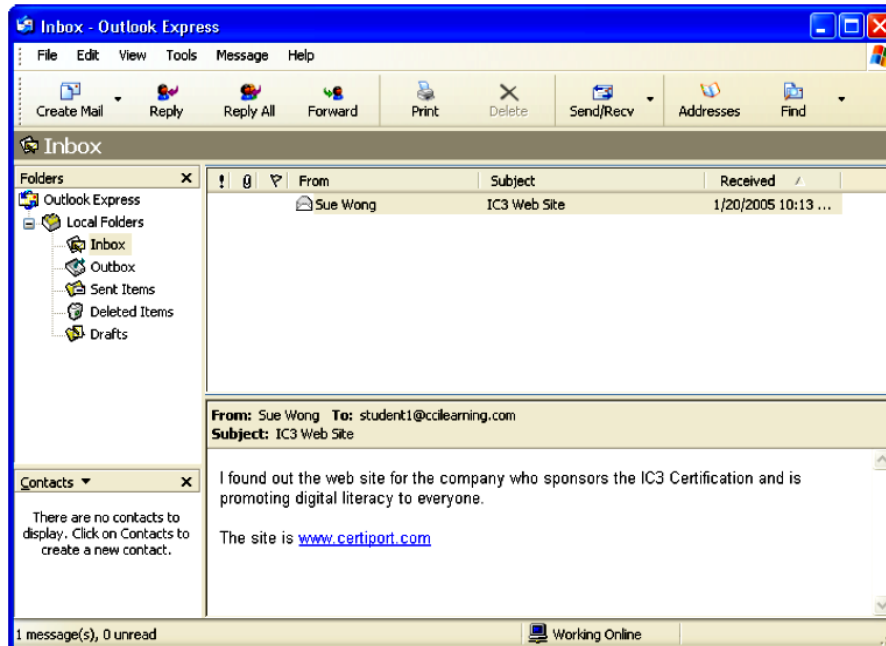 Inbox - Outlook Express
File Edit View Tools Message Help
Create Mail Reply Reply All Forward Print Delete Send/Recv Addresses Find
Inbox
Folders
Outlook Express
Local Folders
Inbox
Outbox
Sent Items
Deleted Items
Drafts
! From Subject Received
Sue Wong IC3 Web Site 1/20/2005 10:13 ...
From: Sue Wong To: student1@ccilearning.com
Subject: IC3 Web Site
I found out the web site for the company who sponsors the IC3 Certification and is
promoting digital literacy to everyone.
The site is www.certiport.com
Contacts
There are no contacts to
display. Click on Contacts to
create a new contact.
1 message(s), 0 unread Working Online